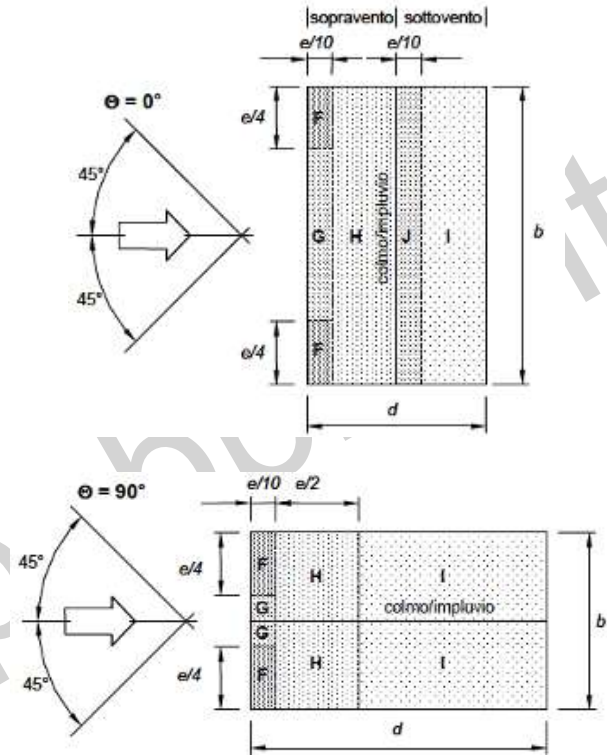 sopravento sottovento
e/10 e/10
Θ = 0°
e/4
F
45°
G H colmo/impluvio J I
b
45°
e/4
F
d
Θ = 90°
e/10 e/2
45°
e/4
F
H I
G
colmo/impluvio
b
G
e/4
F
H I
45°
d